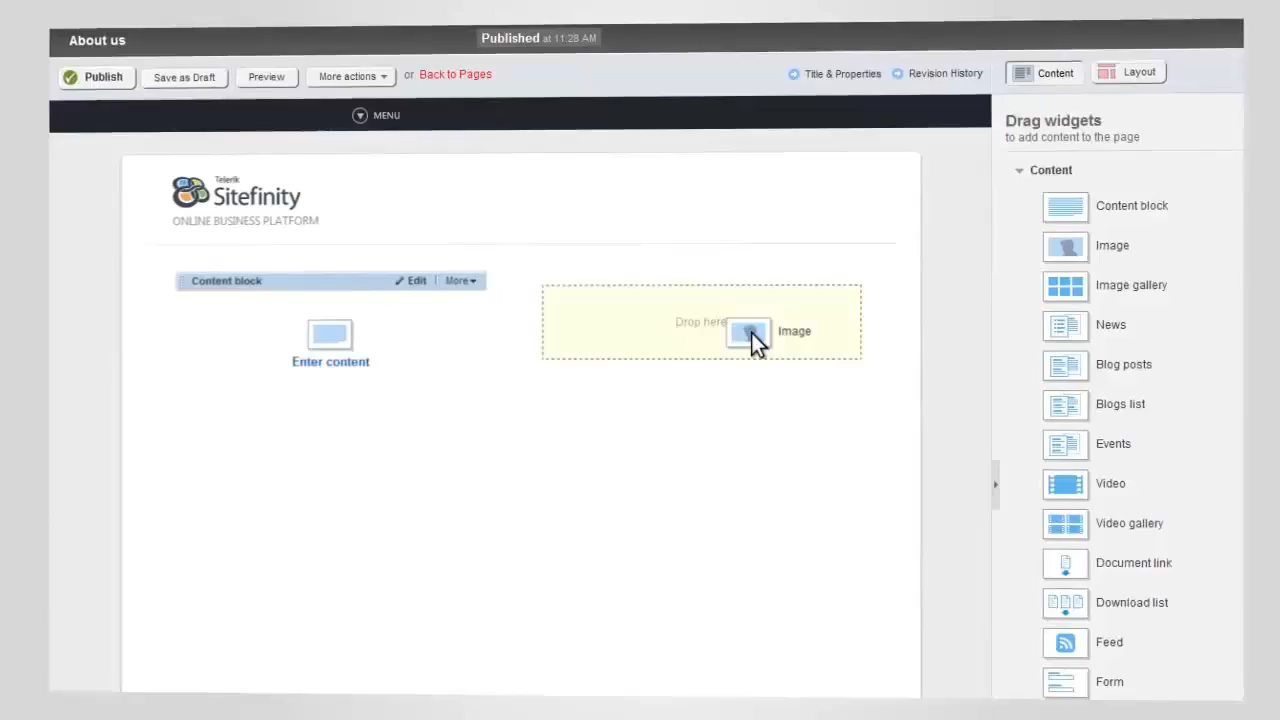 About us
Published at 11:28 AM
Publish
Save as Draft
Preview
More actions
or Back to Pages
Title & Properties
Revision History
Content
Layout
MENU
Drag widgets
to add content to the page
Content
Telerik
Sitefinity
ONLINE BUSINESS PLATFORM
Content block
Edit
More
Enter content
Drop here
Image
Content block
Image
Image gallery
News
Blog posts
Blogs list
Events
Video
Video gallery
Document link
Download list
Feed
Form